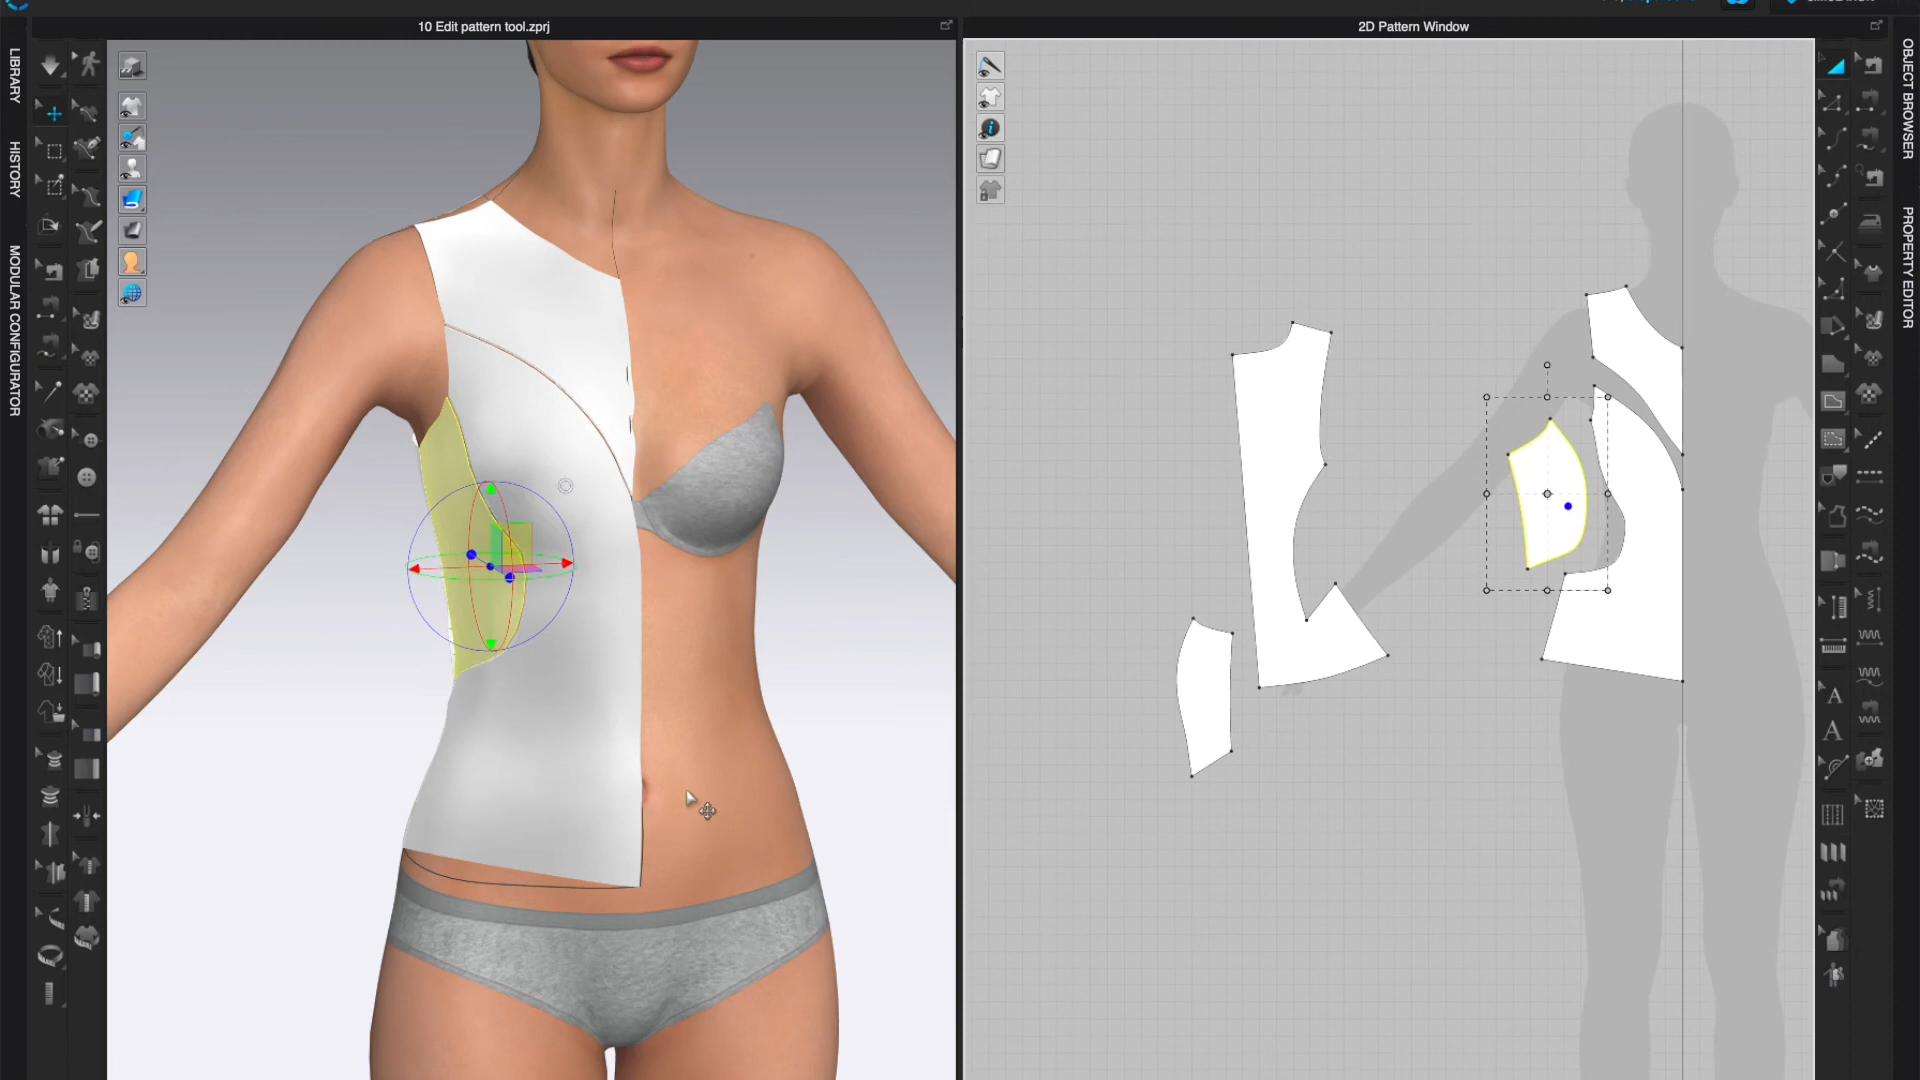 10 Edit pattern tool.zprj
2D Pattern Window
LIBRARY
HISTORY
MODULAR CONFIGURATOR
OBJECT BROWSER
PROPERTY EDITOR